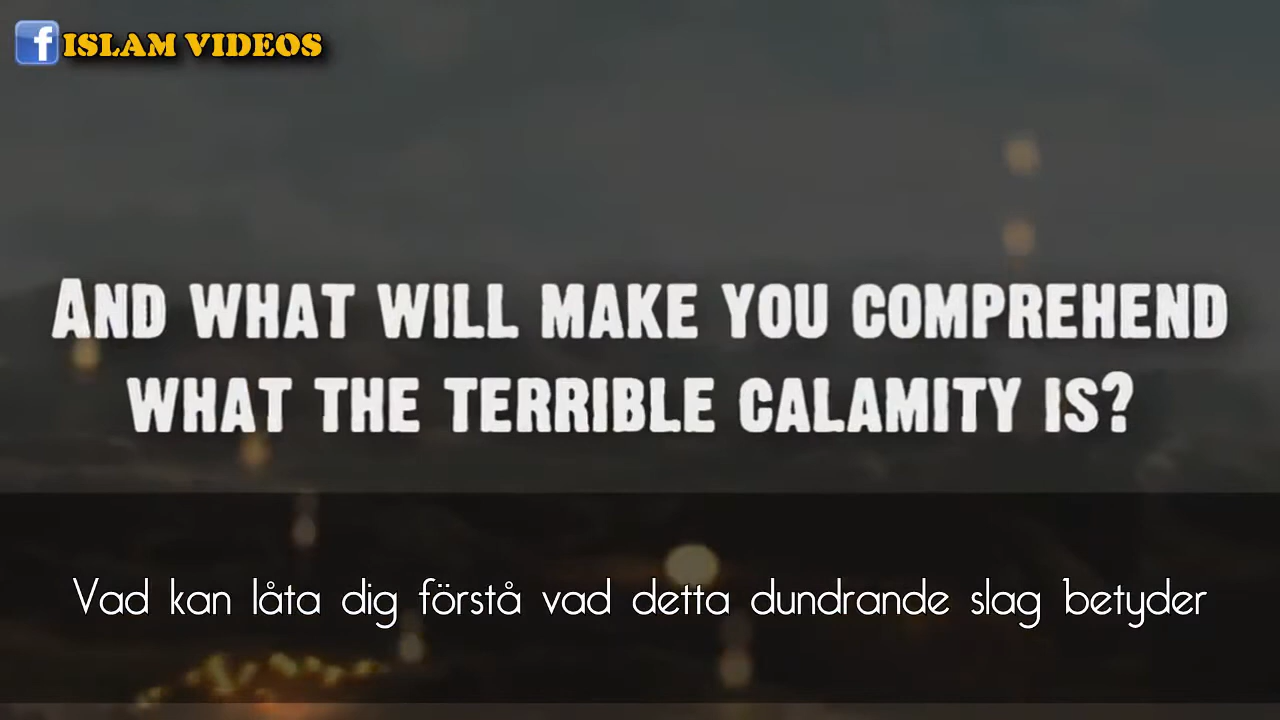 f ISLAM VIDEOS
AND WHAT WILL MAKE YOU COMPREHEND
WHAT THE TERRIBLE CALAMITY IS?
Vad kan låta dig förstå vad detta dundrande slag betyder